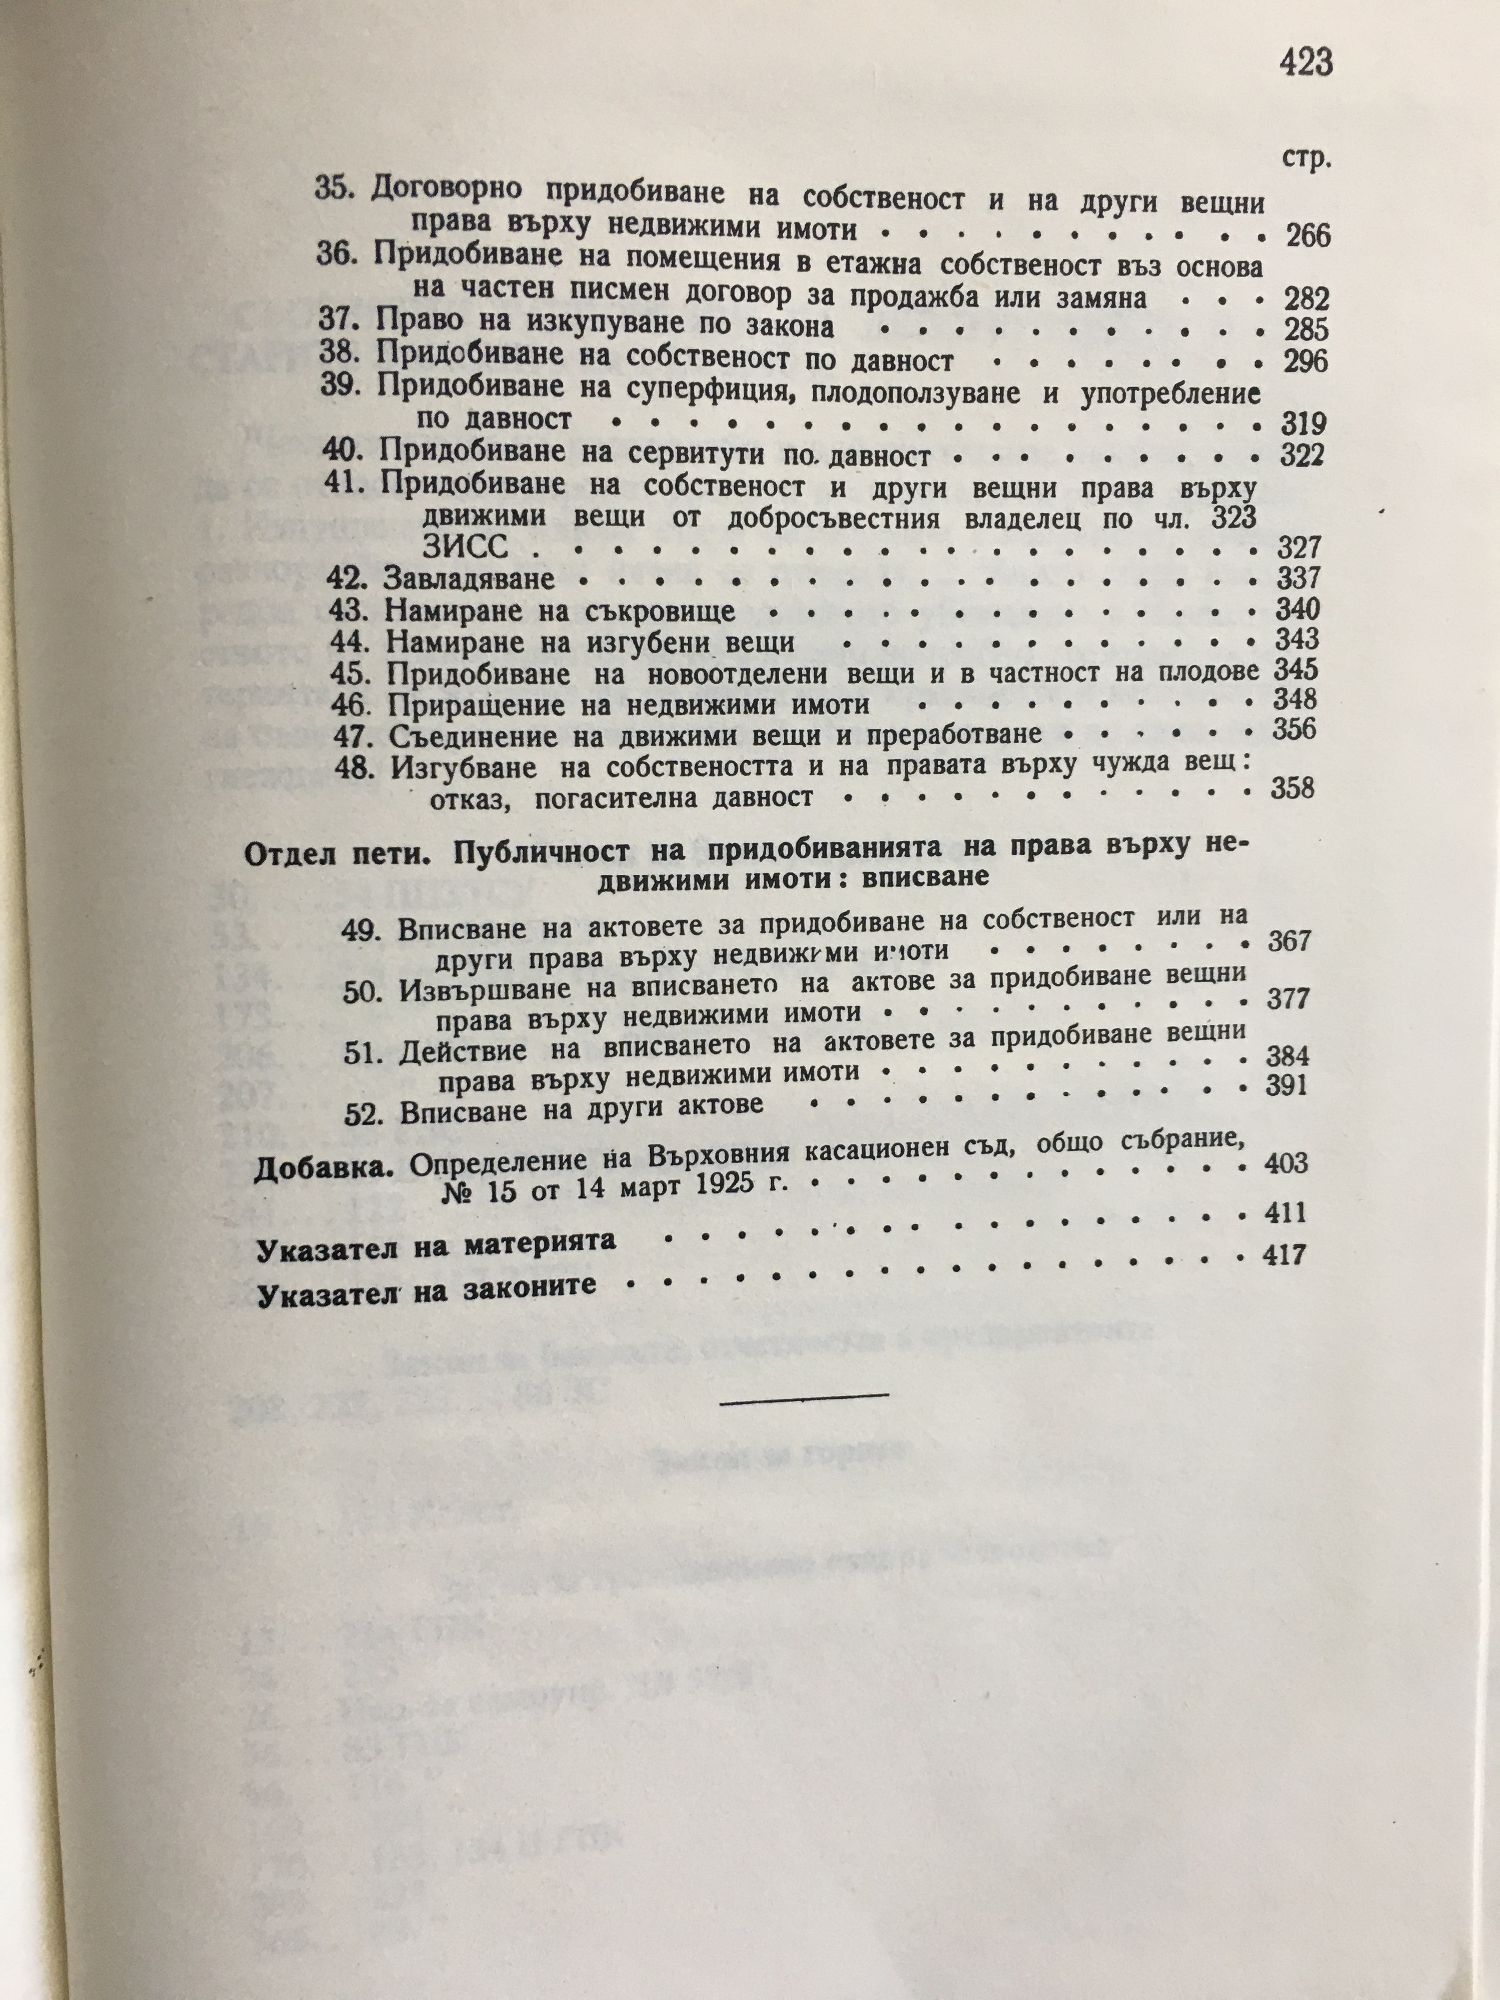 423
стр.
35. Договорно придобиване на собственост и на други вещни
права върху недвижими имоти . . . . . . . . . . . 266
36. Придобиване на помещения в етажна собственост въз основа
на частен писмен договор за продажба или замяна . . . 282
37. Право на изкупуване по закона . . . . . . . . . . . 285
38. Придобиване на собственост по давност . . . . . . . . 296
39. Придобиване на суперфиция, плодоползуване и употребление
по давност . . . . . . . . . . . . . . . . . 319
40. Придобиване на сервитути по давност . . . . . . . . . 322
41. Придобиване на собственост и други вещни права върху
движими вещи от добросъвестния владелец по чл. 323
ЗИСС . . . . . . . . . . . . . . . . . . . 327
42. Завладяване . . . . . . . . . . . . . . . . . . 337
43. Намиране на съкровище . . . . . . . . . . . . . . 340
44. Намиране на изгубени вещи . . . . . . . . . . . . 343
45. Придобиване на новоотделени вещи и в частност на плодове 345
46. Приращение на недвижими имоти . . . . . . . . . . 348
47. Съединение на движими вещи и преработване . . . . . . 356
48. Изгубване на собствеността и на правата върху чужда вещ:
отказ, погасителна давност . . . . . . . . . . . . 358
Отдел пети. Публичност на придобиванията на права върху не-
движими имоти: вписване
49. Вписване на актовете за придобиване на собственост или на
други права върху недвижими имоти . . . . . . . . 367
50. Извършване на вписването на актове за придобиване вещни
права върху недвижими имоти . . . . . . . . . . . 377
51. Действие на вписването на актовете за придобиване вещни
права върху недвижими имоти . . . . . . . . . . . 384
52. Вписване на други актове . . . . . . . . . . . . . 391
Добавка. Определение на Върховния касационен съд, общо събрание,
№ 15 от 14 март 1925 г. . . . . . . . . . . . . . 403
Указател на материята . . . . . . . . . . . . . . . . 411
Указател на законите . . . . . . . . . . . . . . . . . 417